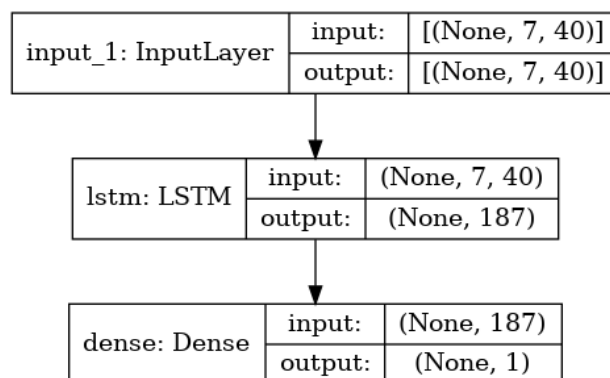 input_1: InputLayer
input: [(None, 7, 40)]
output: [(None, 7, 40)]
lstm: LSTM
input: (None, 7, 40)
output: (None, 187)
dense: Dense
input: (None, 187)
output: (None, 1)